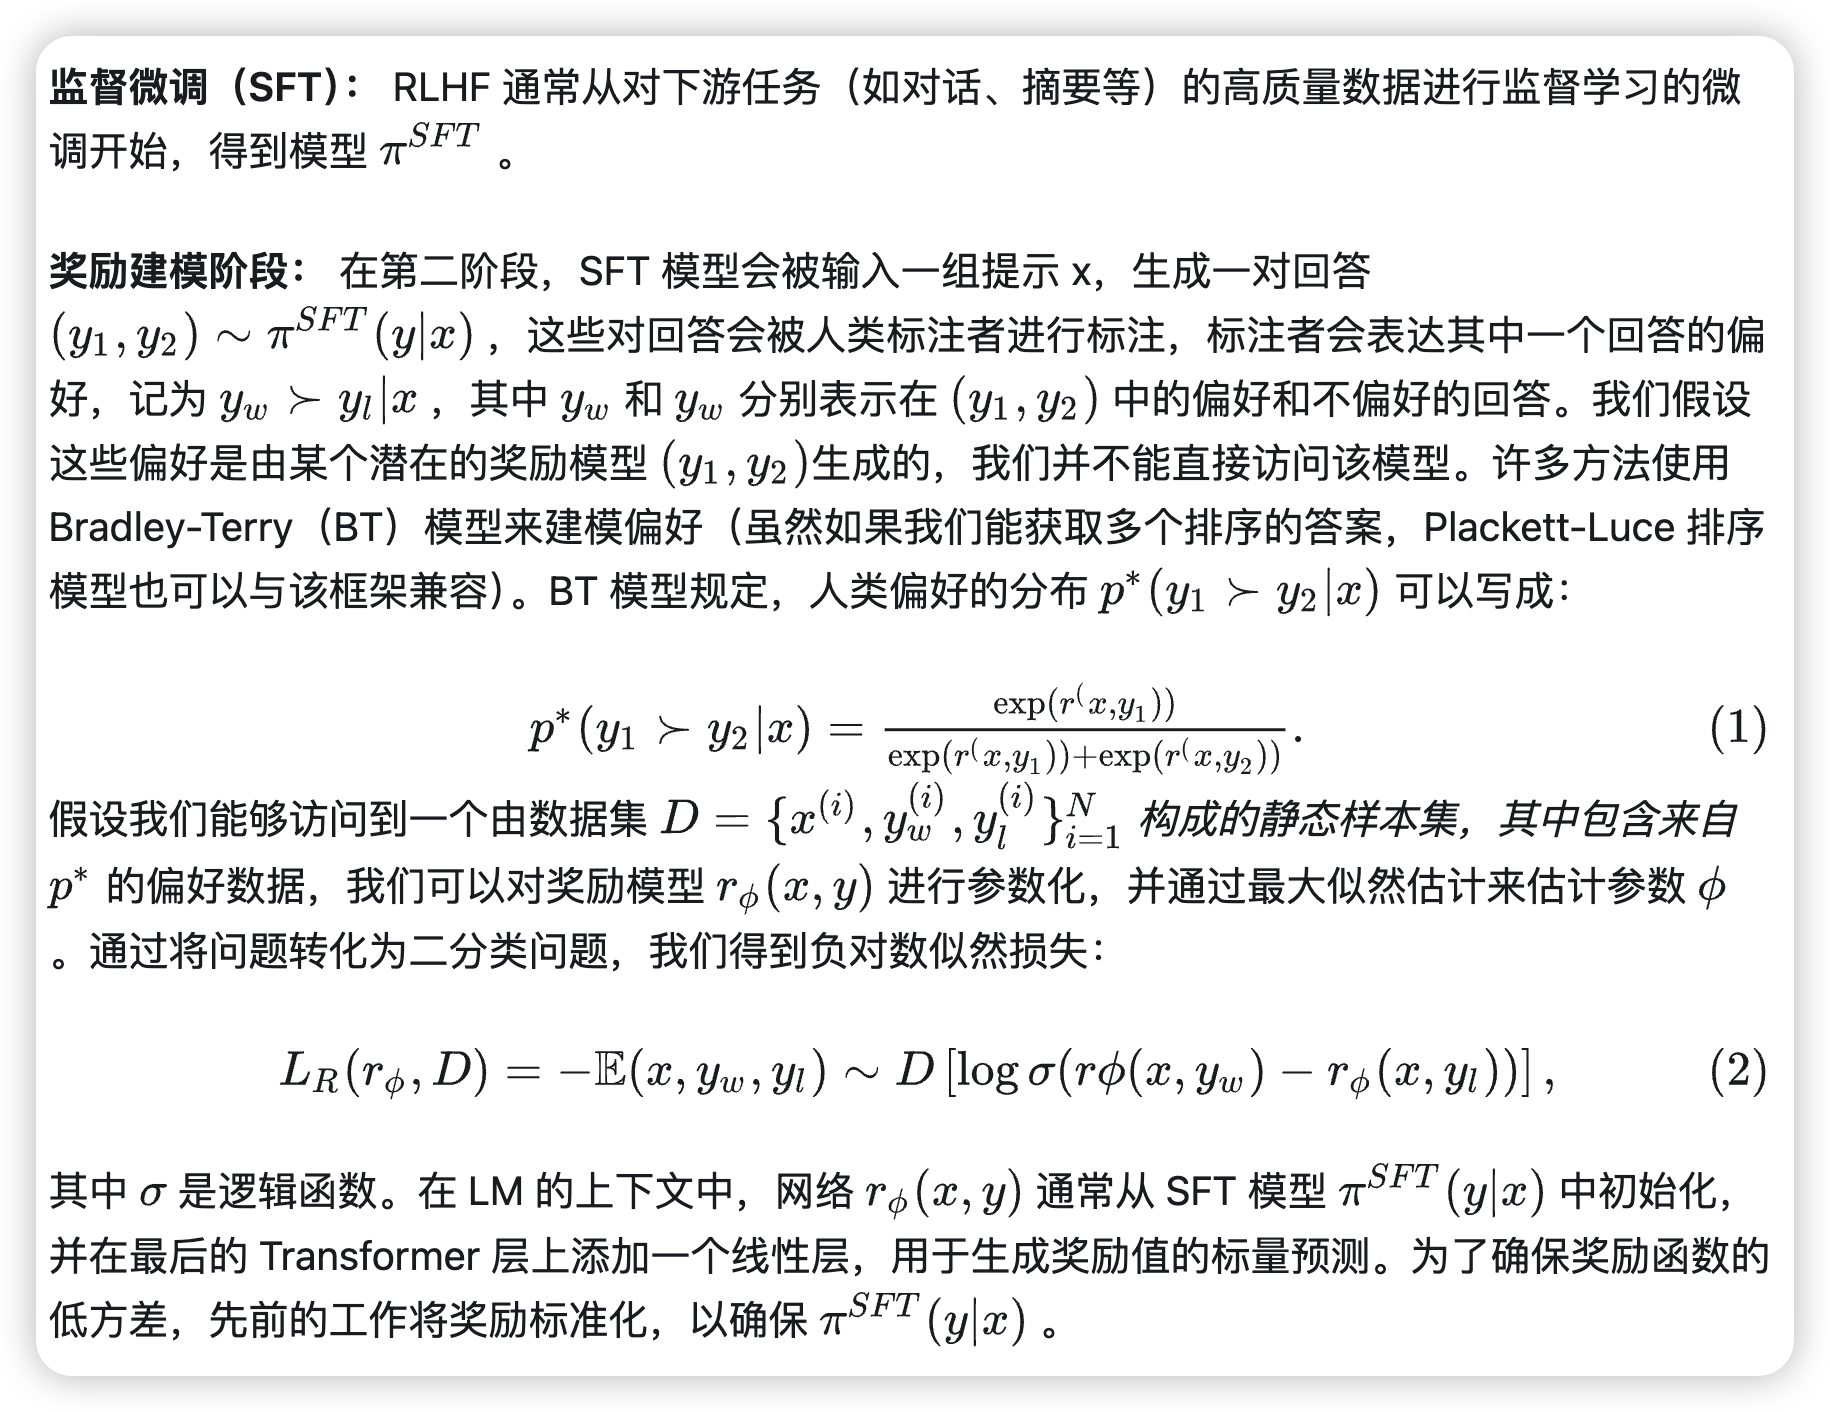 监督微调（SFT）： RLHF 通常从对下游任务（如对话、摘要等）的高质量数据进行监督学习的微
调开始，得到模型 $\pi^{SFT}$ 。
奖励建模阶段： 在第二阶段，SFT 模型会被输入一组提示 x，生成一对回答
$(y_1, y_2) \sim \pi^{SFT}(y|x)$ ，这些对回答会被人类标注者进行标注，标注者会表达其中一个回答的偏
好，记为 $y_w \succ y_l|x$ ，其中 $y_w$ 和 $y_w$ 分别表示在 $(y_1, y_2)$ 中的偏好和不偏好的回答。我们假设
这些偏好是由某个潜在的奖励模型 $(y_1, y_2)$生成的，我们并不能直接访问该模型。许多方法使用
Bradley-Terry（BT）模型来建模偏好（虽然如果我们能获取多个排序的答案，Plackett-Luce 排序
模型也可以与该框架兼容）。BT 模型规定，人类偏好的分布 $p^*(y_1 \succ y_2|x)$ 可以写成：
$p^*(y_1 \succ y_2|x) = \frac{\exp(r^(x,y_1))}{\exp(r^(x,y_1))+\exp(r^(x,y_2))}.$ (1)
假设我们能够访问到一个由数据集 $D = \{x^{(i)}, y_w^{(i)}, y_l^{(i)}\}_{i=1}^N$ 构成的静态样本集，其中包含来自
$p^*$ 的偏好数据，我们可以对奖励模型 $r_\phi(x, y)$ 进行参数化，并通过最大似然估计来估计参数 $\phi$
。通过将问题转化为二分类问题，我们得到负对数似然损失：
$L_R(r_\phi, D) = -\mathbb{E}(x, y_w, y_l) \sim D \left[\log \sigma(r\phi(x, y_w) - r_\phi(x, y_l))\right],$ (2)
其中 $\sigma$ 是逻辑函数。在 LM 的上下文中，网络 $r_\phi(x, y)$ 通常从 SFT 模型 $\pi^{SFT}(y|x)$ 中初始化，
并在最后的 Transformer 层上添加一个线性层，用于生成奖励值的标量预测。为了确保奖励函数的
低方差，先前的工作将奖励标准化，以确保 $\pi^{SFT}(y|x)$ 。